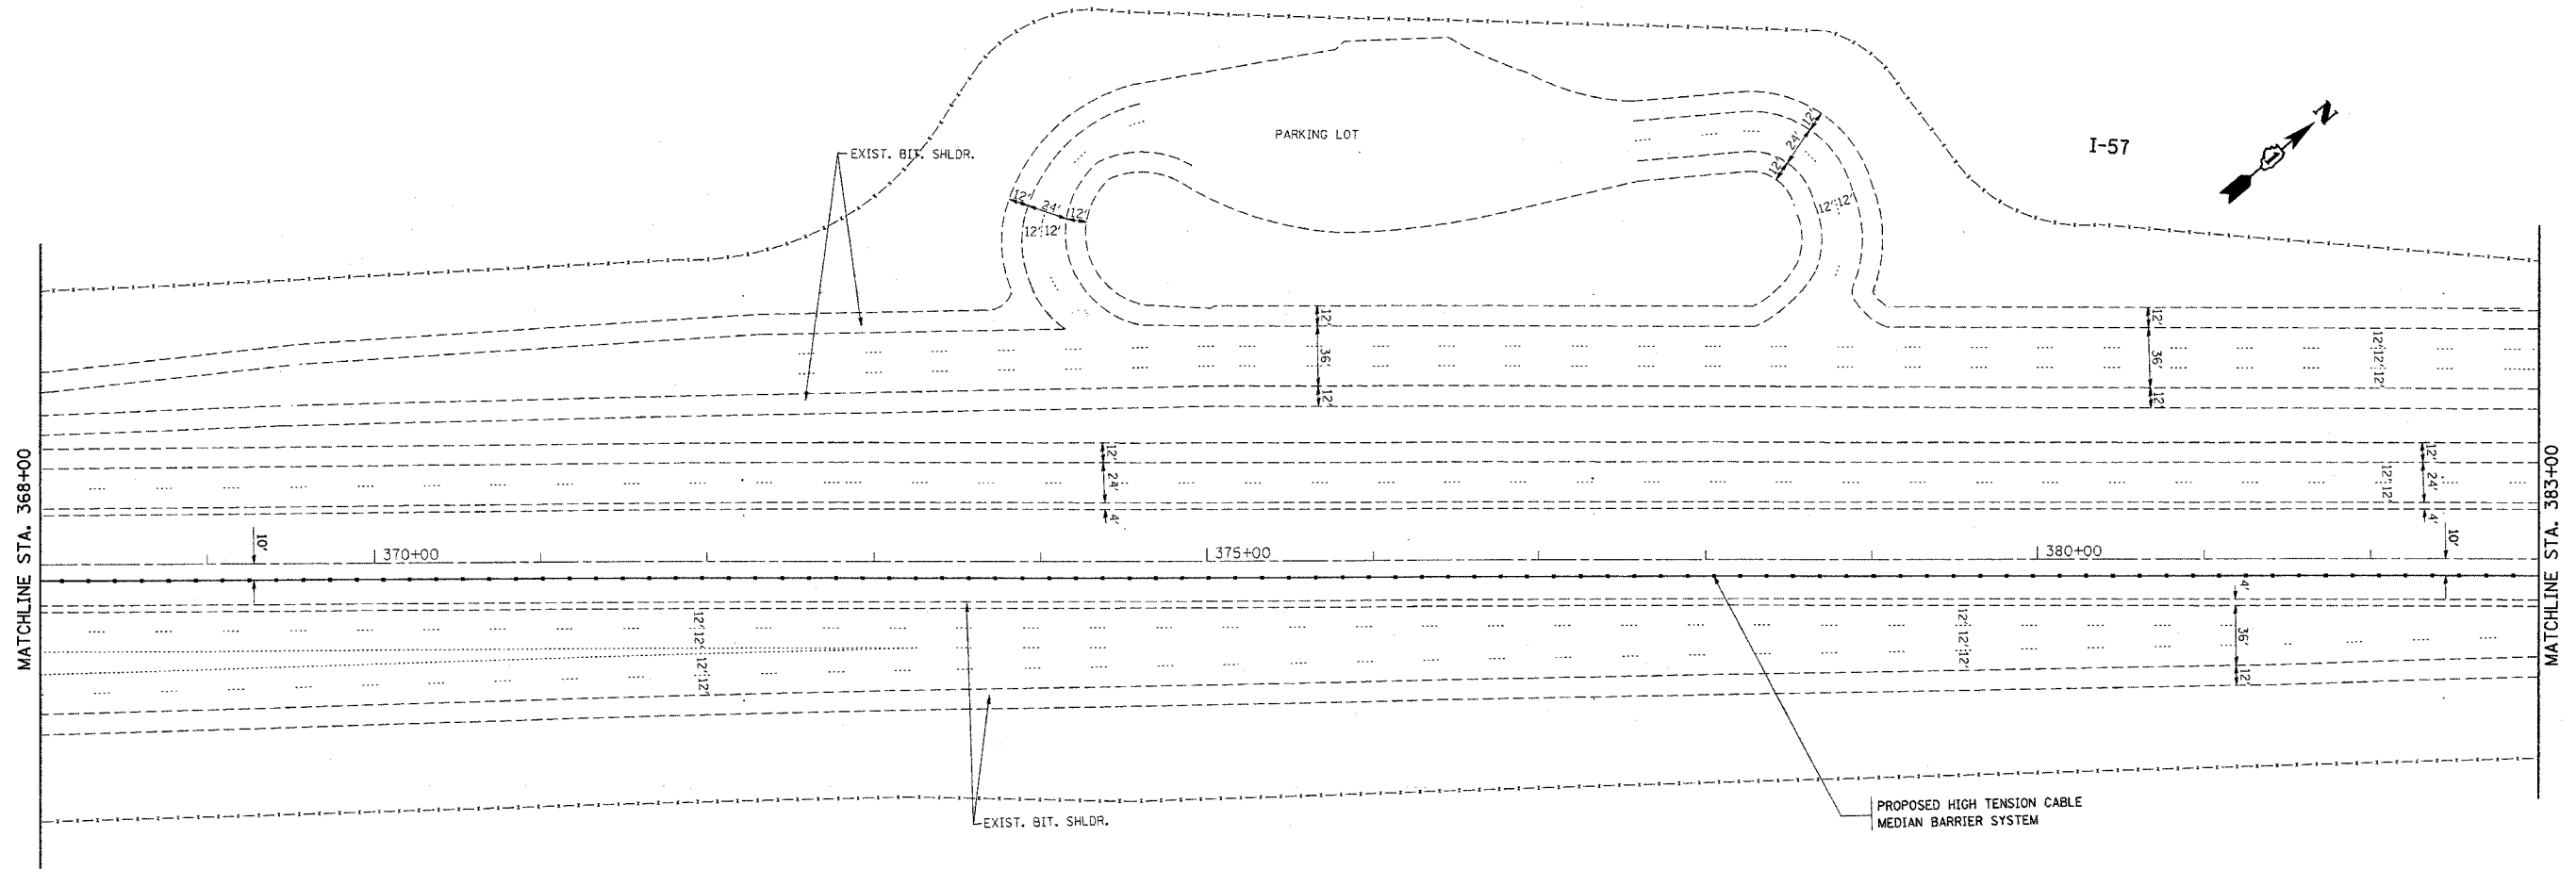 PARKING LOT
I-57
N
EXIST. BIT. SHLDR.
12' 24' 12'
12' 12'
12' 24' 12'
12' 12'
12' 36' 12'
12' 36' 12'
12' 12' 12'
12' 24' 4'
12' 24' 4'
12' 12'
MATCHLINE STA. 368+00
MATCHLINE STA. 383+00
10'
370+00
375+00
380+00
10'
12' 12' 12' 12'
12' 12' 12'
4' 36' 12'
EXIST. BIT. SHLDR.
PROPOSED HIGH TENSION CABLE
MEDIAN BARRIER SYSTEM